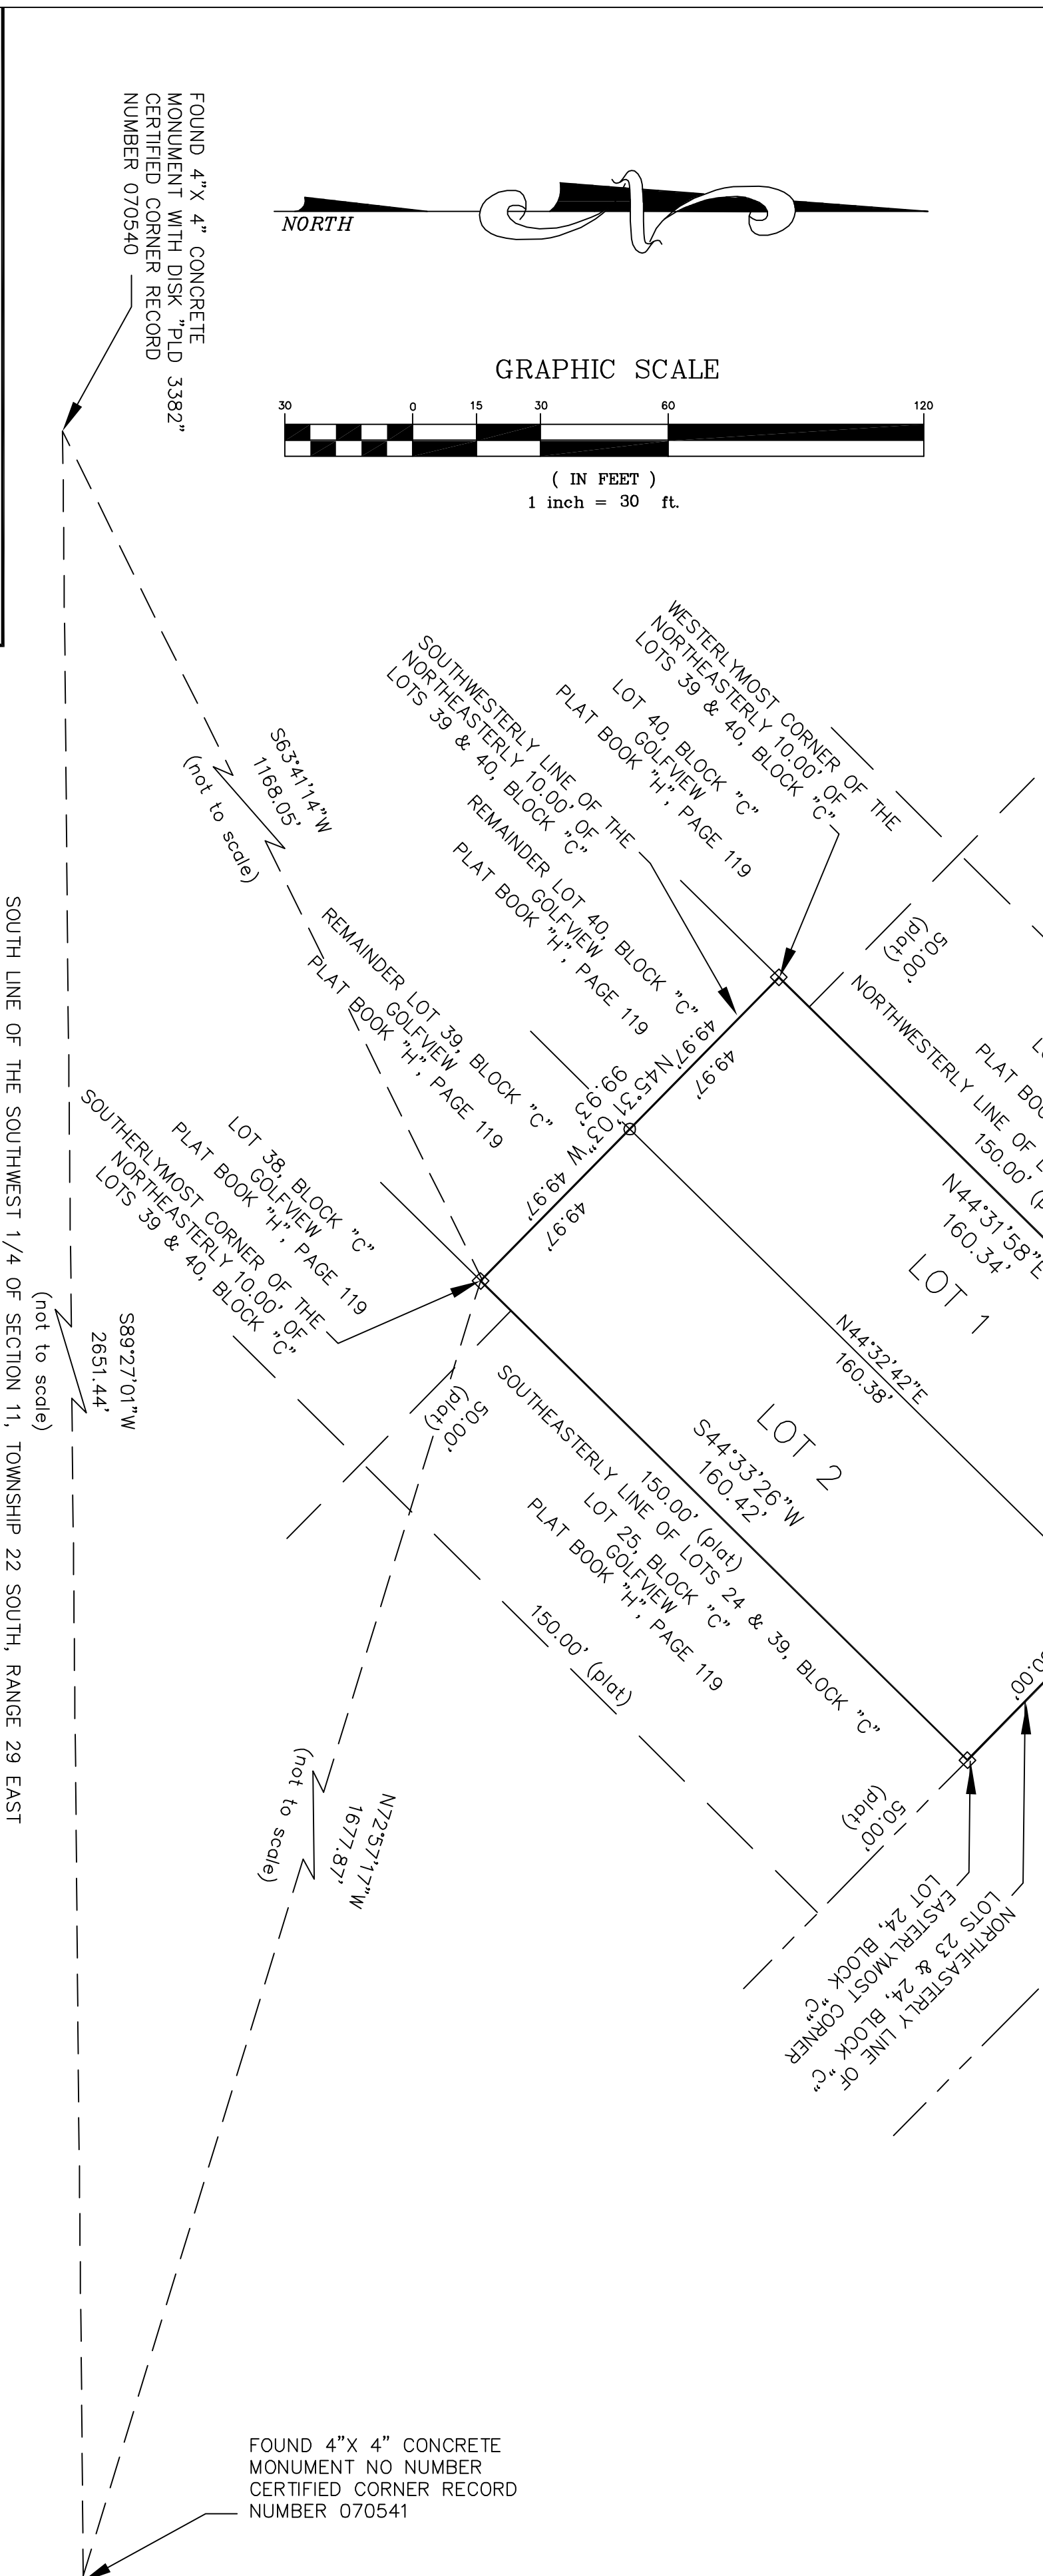 FOUND 4"X 4" CONCRETE
MONUMENT WITH DISK "PLD 3382"
CERTIFIED CORNER RECORD
NUMBER 070540
NORTH
GRAPHIC SCALE
30 0 15 30 60 120
( IN FEET )
1 inch = 30 ft.
WESTERLYMOST CORNER OF THE
NORTHEASTERLY 10.00' OF
LOTS 39 & 40, BLOCK "C"
LOT 40, BLOCK "C"
GOLFVIEW
PLAT BOOK "H", PAGE 119
SOUTHWESTERLY LINE OF THE
NORTHEASTERLY 10.00' OF
LOTS 39 & 40, BLOCK "C"
REMAINDER LOT 40, BLOCK "C"
GOLFVIEW
PLAT BOOK "H", PAGE 119
S63°41'14"W
1168.05'
(not to scale)
REMAINDER LOT 39, BLOCK "C"
GOLFVIEW
PLAT BOOK "H", PAGE 119
50.00'
(plat)
PLAT BOO
NORTHWESTERLY LINE OF L
150.00' (p
N44°31'58"E
160.34'
LOT 1
49.97'
49.97'
N45°31'03"W
99.93'
49.97'
49.97'
LOT 38, BLOCK "C"
GOLFVIEW
PLAT BOOK "H", PAGE 119
SOUTHERLYMOST CORNER OF THE
NORTHEASTERLY 10.00' OF
LOTS 39 & 40, BLOCK "C"
N44°32'42"E
160.38'
LOT 2
S44°33'26"W
160.42'
150.00' (plat)
SOUTHEASTERLY LINE OF LOTS 24 & 39, BLOCK "C"
LOT 25, BLOCK "C"
GOLFVIEW
PLAT BOOK "H", PAGE 119
50.00'
(plat)
150.00' (plat)
S89°27'01"W
2651.44'
(not to scale)
SOUTH LINE OF THE SOUTHWEST 1/4 OF SECTION 11, TOWNSHIP 22 SOUTH, RANGE 29 EAST
0.00'
50.00'
(plat)
NORTHEASTERLY LINE OF
LOTS 23 & 24, BLOCK "C"
EASTERLYMOST CORNER
LOT 24, BLOCK "C"
N72°57'17"W
1677.87'
(not to scale)
FOUND 4"X 4" CONCRETE
MONUMENT NO NUMBER
CERTIFIED CORNER RECORD
NUMBER 070541